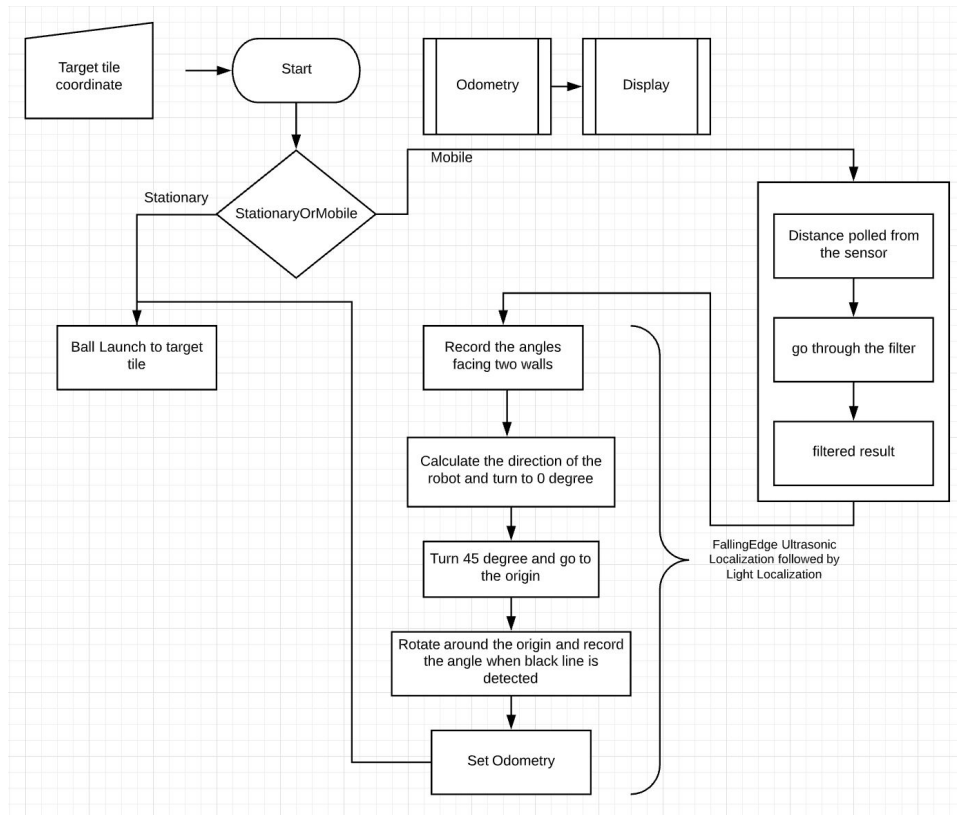 Target tile
coordinate
Start
Odometry
Display
Mobile
Stationary
StationaryOrMobile
Distance polled from
the sensor
go through the filter
filtered result
Ball Launch to target
tile
Record the angles
facing two walls
Calculate the direction of the
robot and turn to 0 degree
Turn 45 degree and go to
the origin
Rotate around the origin and record
the angle when black line is
detected
Set Odometry
FallingEdge Ultrasonic
Localization followed by
Light Localization